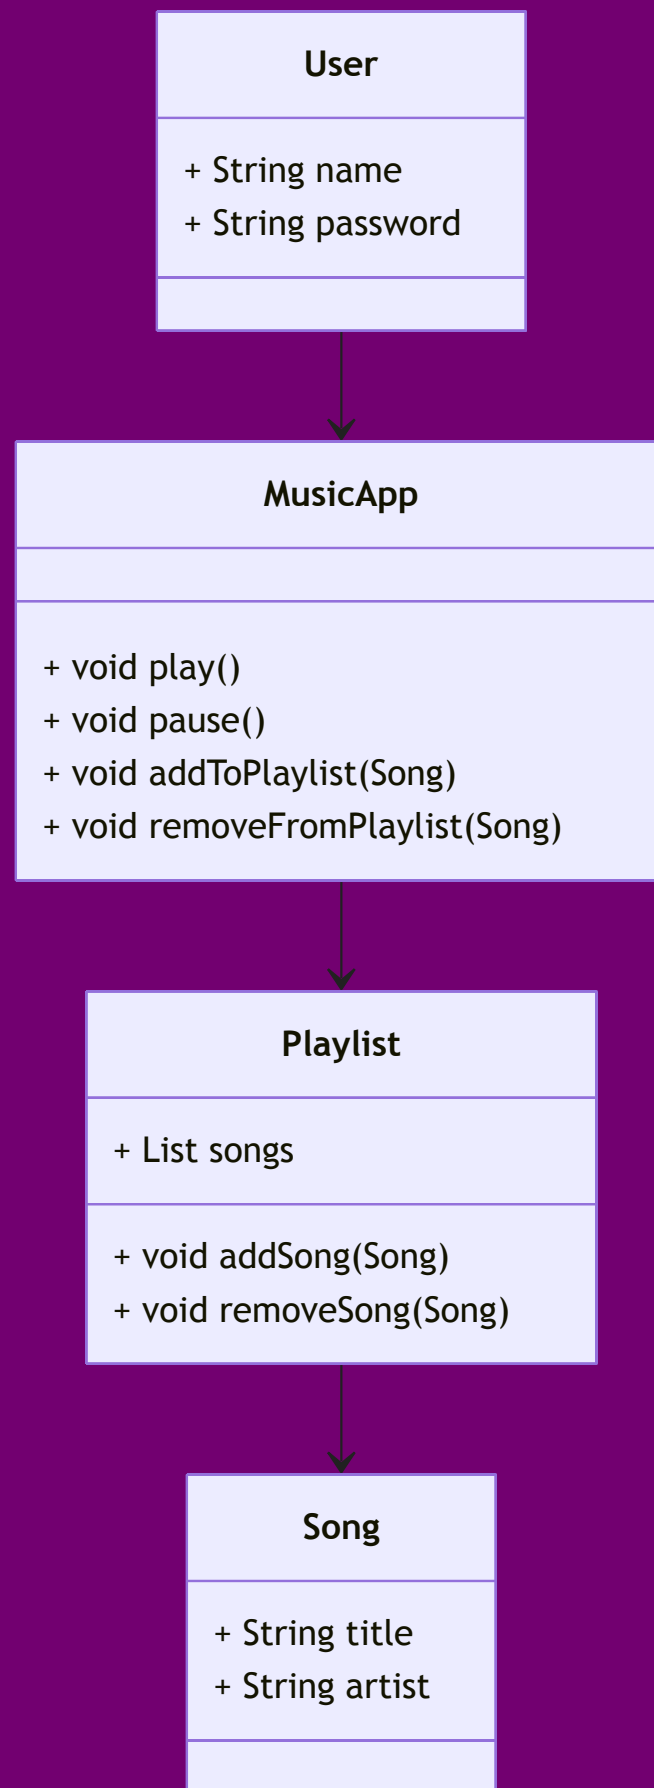 User
+ String name
+ String password
MusicApp
+ void play()
+ void pause()
+ void addToPlaylist(Song)
+ void removeFromPlaylist(Song)
Playlist
+ List songs
+ void addSong(Song)
+ void removeSong(Song)
Song
+ String title
+ String artist